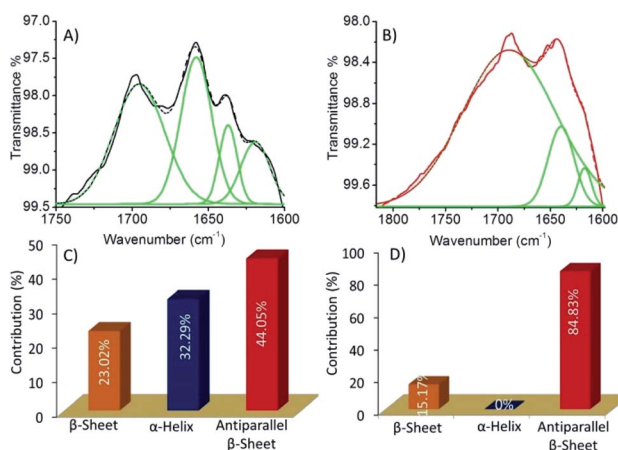 A)
97.0
97.5
98.0
98.5
99.0
99.5
Transmittance %
1750
1700
1650
1600
Wavenumber (cm⁻¹)
B)
98.0
98.4
98.8
99.2
99.6
Transmittance %
1800
1750
1700
1650
1600
Wavenumber (cm⁻¹)
C)
50
40
30
20
10
0
Contribution (%)
23.02%
32.29%
44.05%
β-Sheet
α-Helix
Antiparallel
β-Sheet
D)
100
80
60
40
20
0
Contribution (%)
15.17%
0%
84.83%
β-Sheet
α-Helix
Antiparallel
β-Sheet